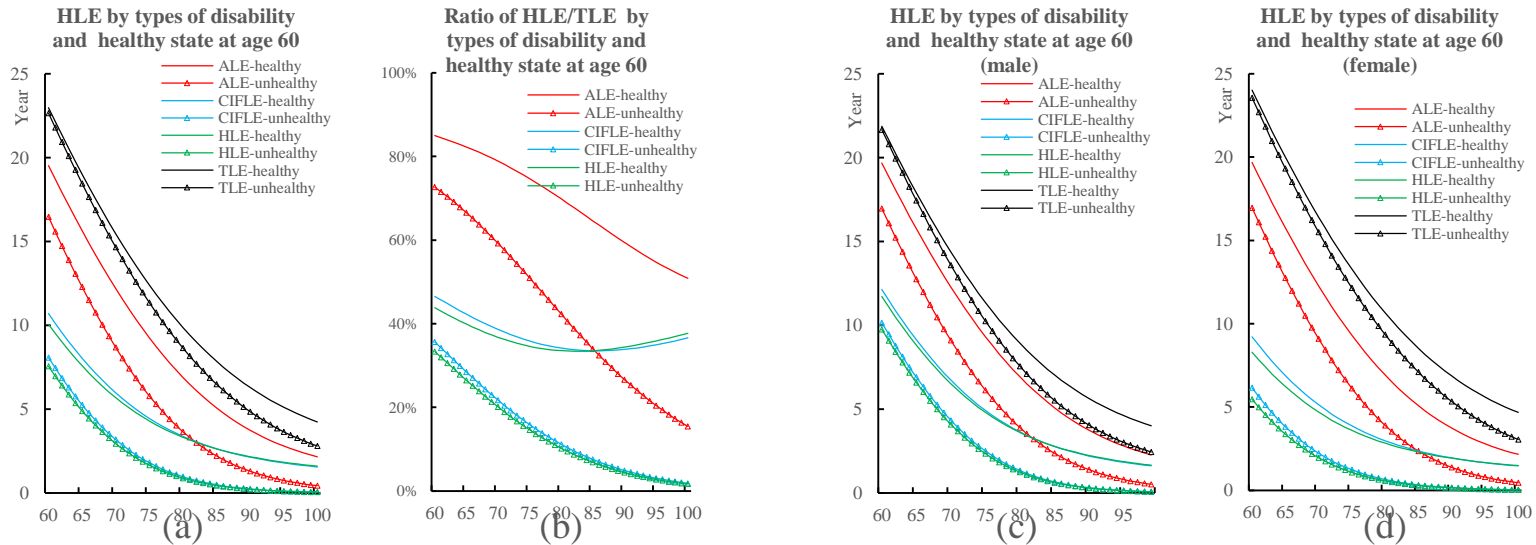 HLE by types of disability
and healthy state at age 60
25
20
15
10
5
0
Year
ALE-healthy
ALE-unhealthy
CIFLE-healthy
CIFLE-unhealthy
HLE-healthy
HLE-unhealthy
TLE-healthy
TLE-unhealthy
60 65 70 75 80 85 90 95 100
(a)
Ratio of HLE/TLE by
types of disability and
healthy state at age 60
100%
80%
60%
40%
20%
0%
ALE-healthy
ALE-unhealthy
CIFLE-healthy
CIFLE-unhealthy
HLE-healthy
HLE-unhealthy
60 65 70 75 80 85 90 95 100
(b)
HLE by types of disability
and healthy state at age 60
(male)
25
20
15
10
5
0
Year
ALE-healthy
ALE-unhealthy
CIFLE-healthy
CIFLE-unhealthy
HLE-healthy
HLE-unhealthy
TLE-healthy
TLE-unhealthy
60 65 70 75 80 85 90 95
(c)
HLE by types of disability
and healthy state at age 60
(female)
25
20
15
10
5
0
Year
ALE-healthy
ALE-unhealthy
CIFLE-healthy
CIFLE-unhealthy
HLE-healthy
HLE-unhealthy
TLE-healthy
TLE-unhealthy
60 65 70 75 80 85 90 95 100
(d)